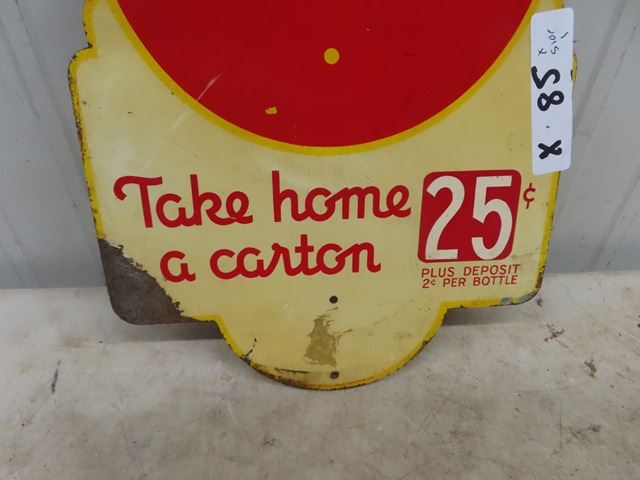 Take home
a carton
25¢
PLUS DEPOSIT
2¢ PER BOTTLE
X · 85